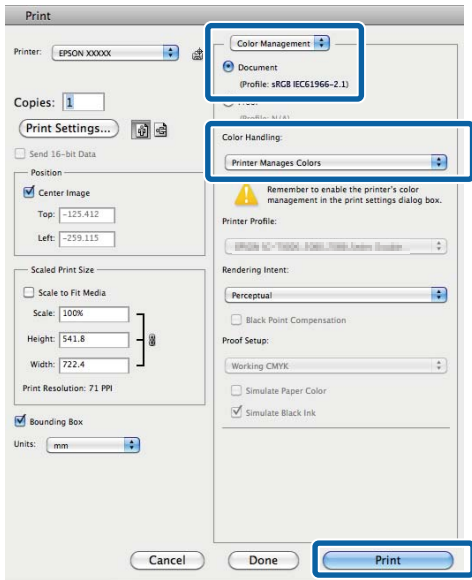 Print
Printer: EPSON XXXXX
Copies: 1
Print Settings...
Send 16-bit Data
Position
Center Image
Top: -125.412
Left: -259.115
Scaled Print Size
Scale to Fit Media
Scale: 100%
Height: 541.8
Width: 722.4
Print Resolution: 71 PPI
Bounding Box
Units: mm
Color Management
Document
(Profile: sRGB IEC61966-2.1)
Color Handling:
Printer Manages Colors
Remember to enable the printer's color
management in the print settings dialog box.
Printer Profile:
Rendering Intent:
Perceptual
Black Point Compensation
Proof Setup:
Working CMYK
Simulate Paper Color
Simulate Black Ink
Cancel
Done
Print